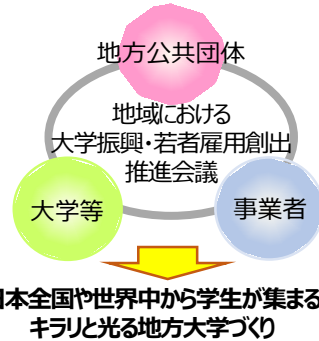 地方公共団体
地域における
大学振興・若者雇用創出
推進会議
大学等
事業者
日本全国や世界中から学生が集まる
キラリと光る地方大学づくり